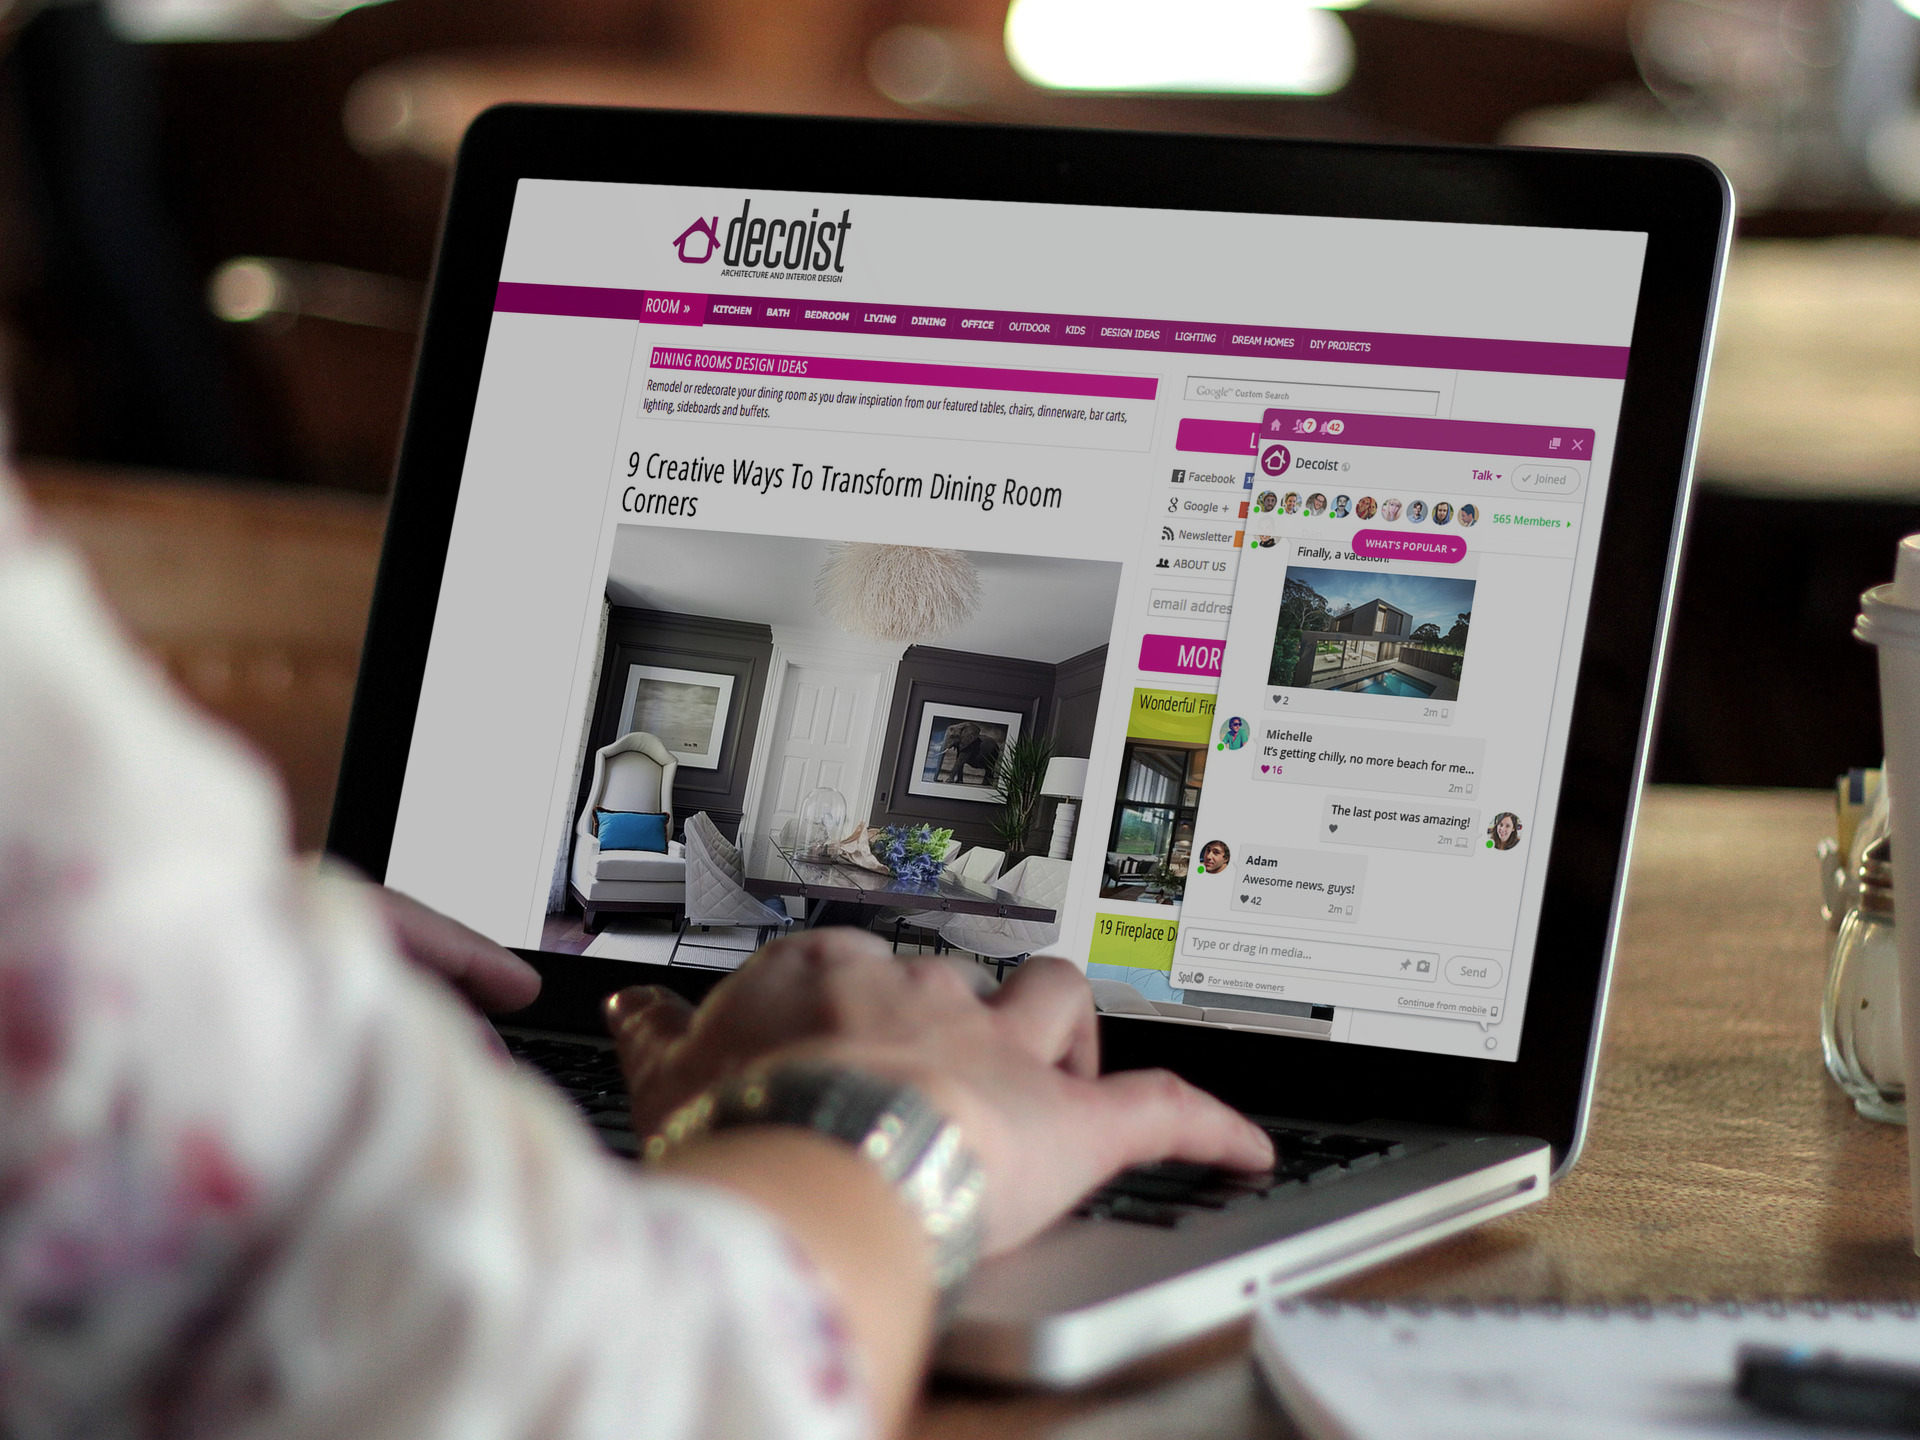 decoist
ARCHITECTURE AND INTERIOR DESIGN
ROOM » KITCHEN BATH BEDROOM LIVING DINING OFFICE OUTDOOR KIDS DESIGN IDEAS LIGHTING DREAM HOMES DIY PROJECTS
DINING ROOMS DESIGN IDEAS
Remodel or redecorate your dining room as you draw inspiration from our featured tables, chairs, dinnerware, bar carts,
lighting, sideboards and buffets.
9 Creative Ways To Transform Dining Room
Corners
Google™ Custom Search
Facebook
Google +
Newsletter
ABOUT US
email addres
MOR
Wonderful Fir
19 Fireplace D
7 42
Decoist
Talk
Joined
565 Members
WHAT'S POPULAR
Finally, a vacation!
2
2m
Michelle
It's getting chilly, no more beach for me...
16
2m
The last post was amazing!
2m
Adam
Awesome news, guys!
42
2m
Type or drag in media...
Send
Spot.IM For website owners
Continue from mobile